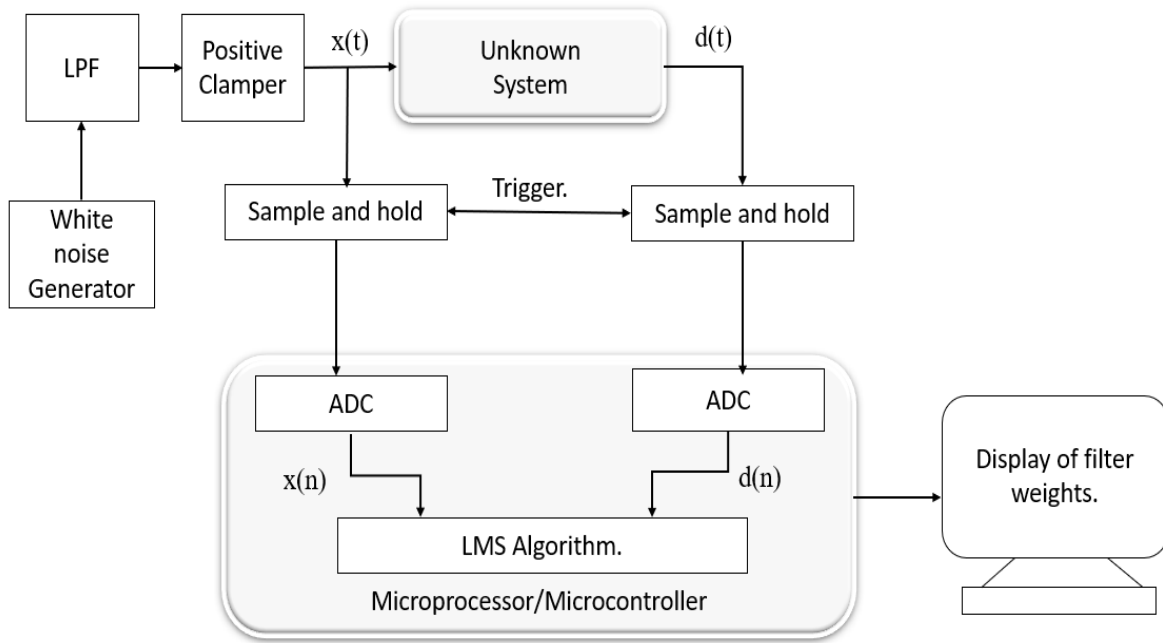 LPF
Positive
Clamper
x(t)
Unknown
System
d(t)
White
noise
Generator
Sample and hold
Trigger.
Sample and hold
ADC
ADC
x(n)
d(n)
LMS Algorithm.
Microprocessor/Microcontroller
Display of filter
weights.